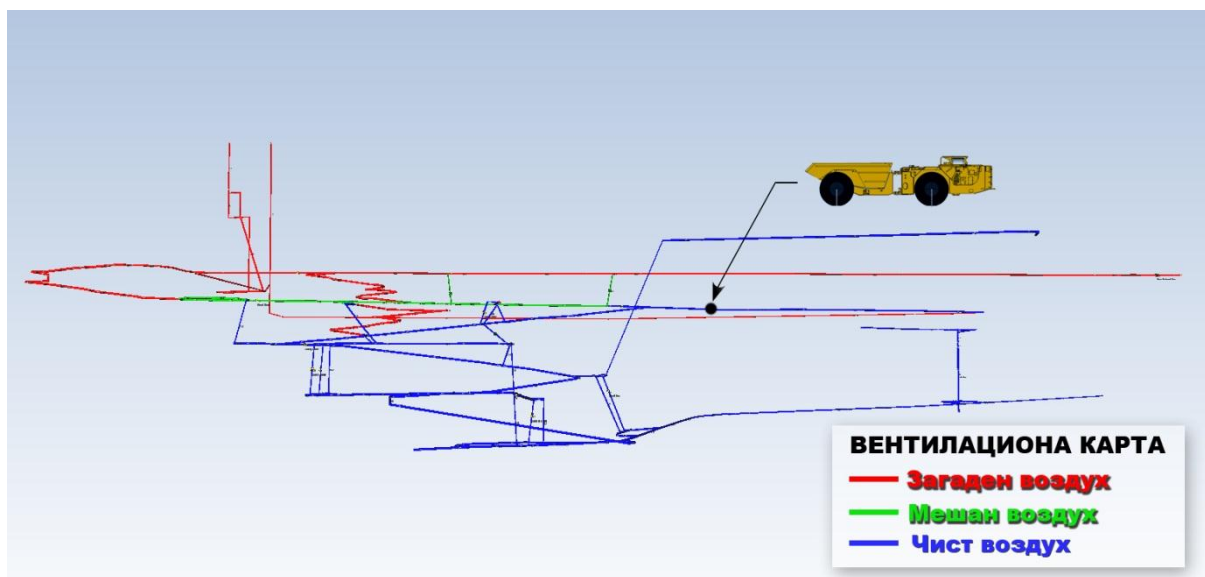 ВЕНТИЛАЦИОНА КАРТА
Загаден воздух
Мешан воздух
Чист воздух